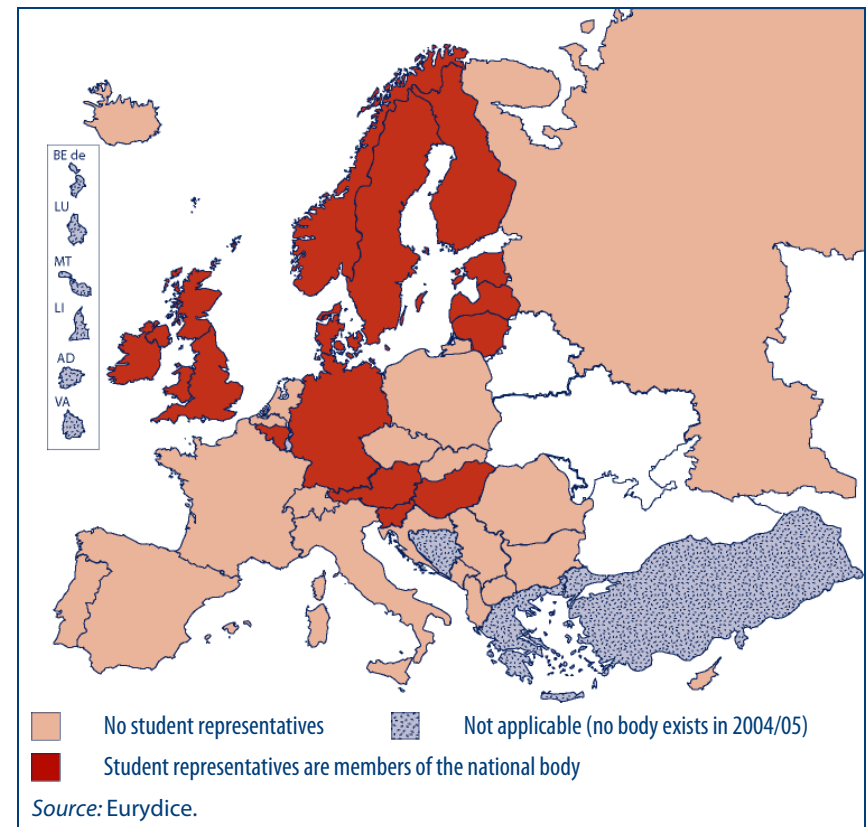 BE de
LU
MT
LI
AD
VA
No student representatives
Not applicable (no body exists in 2004/05)
Student representatives are members of the national body
Source: Eurydice.